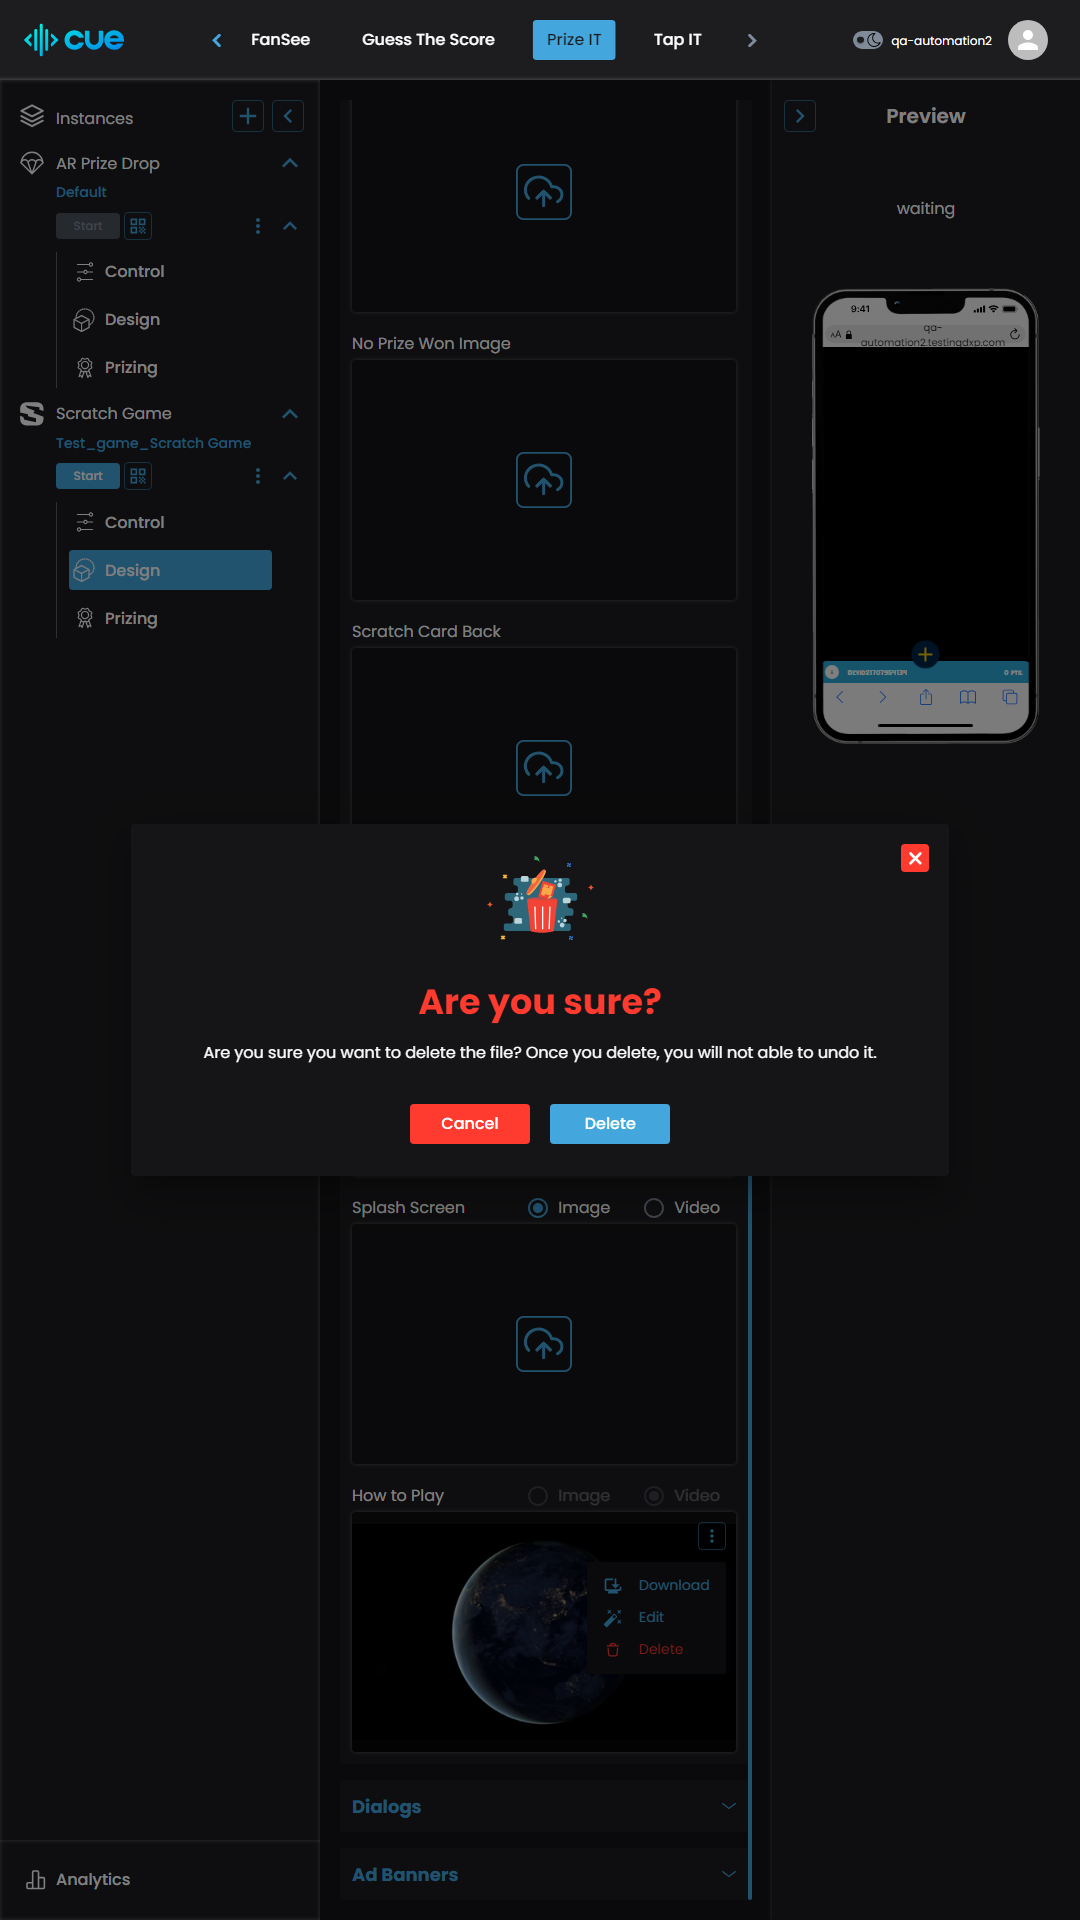 cue
FanSee
Guess The Score
Prize IT
Tap IT
qa-automation2
Instances
AR Prize Drop
Default
Start
Control
Design
Prizing
Scratch Game
Test_game_Scratch Game
Start
Control
Design
Prizing
No Prize Won Image
Scratch Card Back
Preview
waiting
9:41
AA
qa-
automation2.testingdxp.com
0 PTS.
Are you sure?
Are you sure you want to delete the file? Once you delete, you will not able to undo it.
Cancel
Delete
Splash Screen
Image
Video
How to Play
Image
Video
Download
Edit
Delete
Dialogs
Ad Banners
Analytics